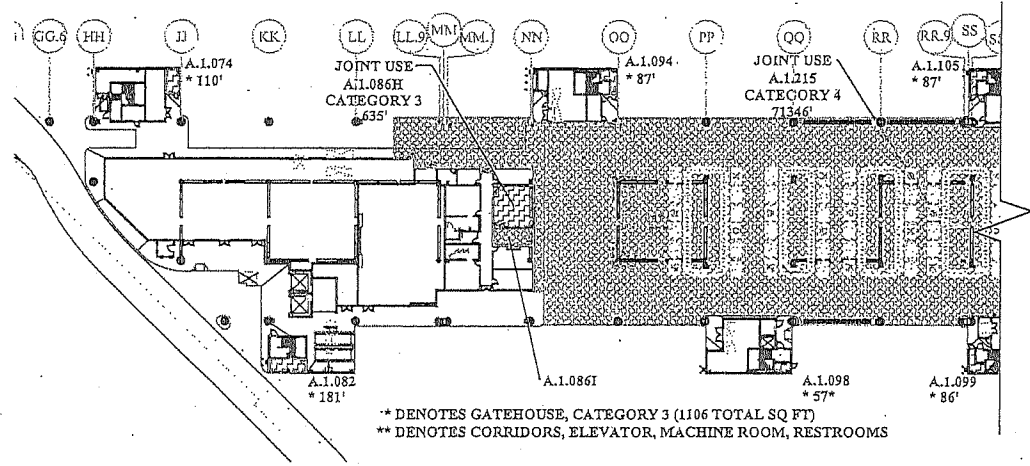 GG.6 HH JJ KK LL LL.9 MM MM. NN OO PP QQ RR RR.9 SS
A.1.074
* 110'
JOINT USE
A.1.086H
CATEGORY 3
635'
A.1.094
* 87'
JOINT USE
A.1.215
CATEGORY 4
71346'
A.1.105
* 87'
A.1.082
* 181'
A.1.086I
A.1.098
* 57*
A.1.099
* 86'
* DENOTES GATEHOUSE, CATEGORY 3 (1106 TOTAL SQ FT)
** DENOTES CORRIDORS, ELEVATOR, MACHINE ROOM, RESTROOMS